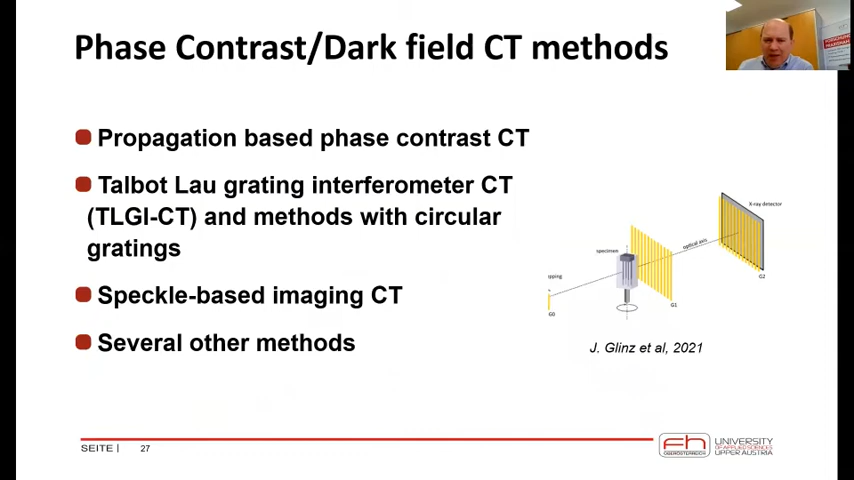 Phase Contrast/Dark field CT methods
Propagation based phase contrast CT
Talbot Lau grating interferometer CT
(TLGI-CT) and methods with circular
gratings
Speckle-based imaging CT
Several other methods
X-ray detector
optical axis
specimen
ipping
G0
G1
G2
J. Glinz et al, 2021
SEITE |
27
fh
OBERÖSTERREICH
UNIVERSITY
OF APPLIED SCIENCES
UPPER AUSTRIA